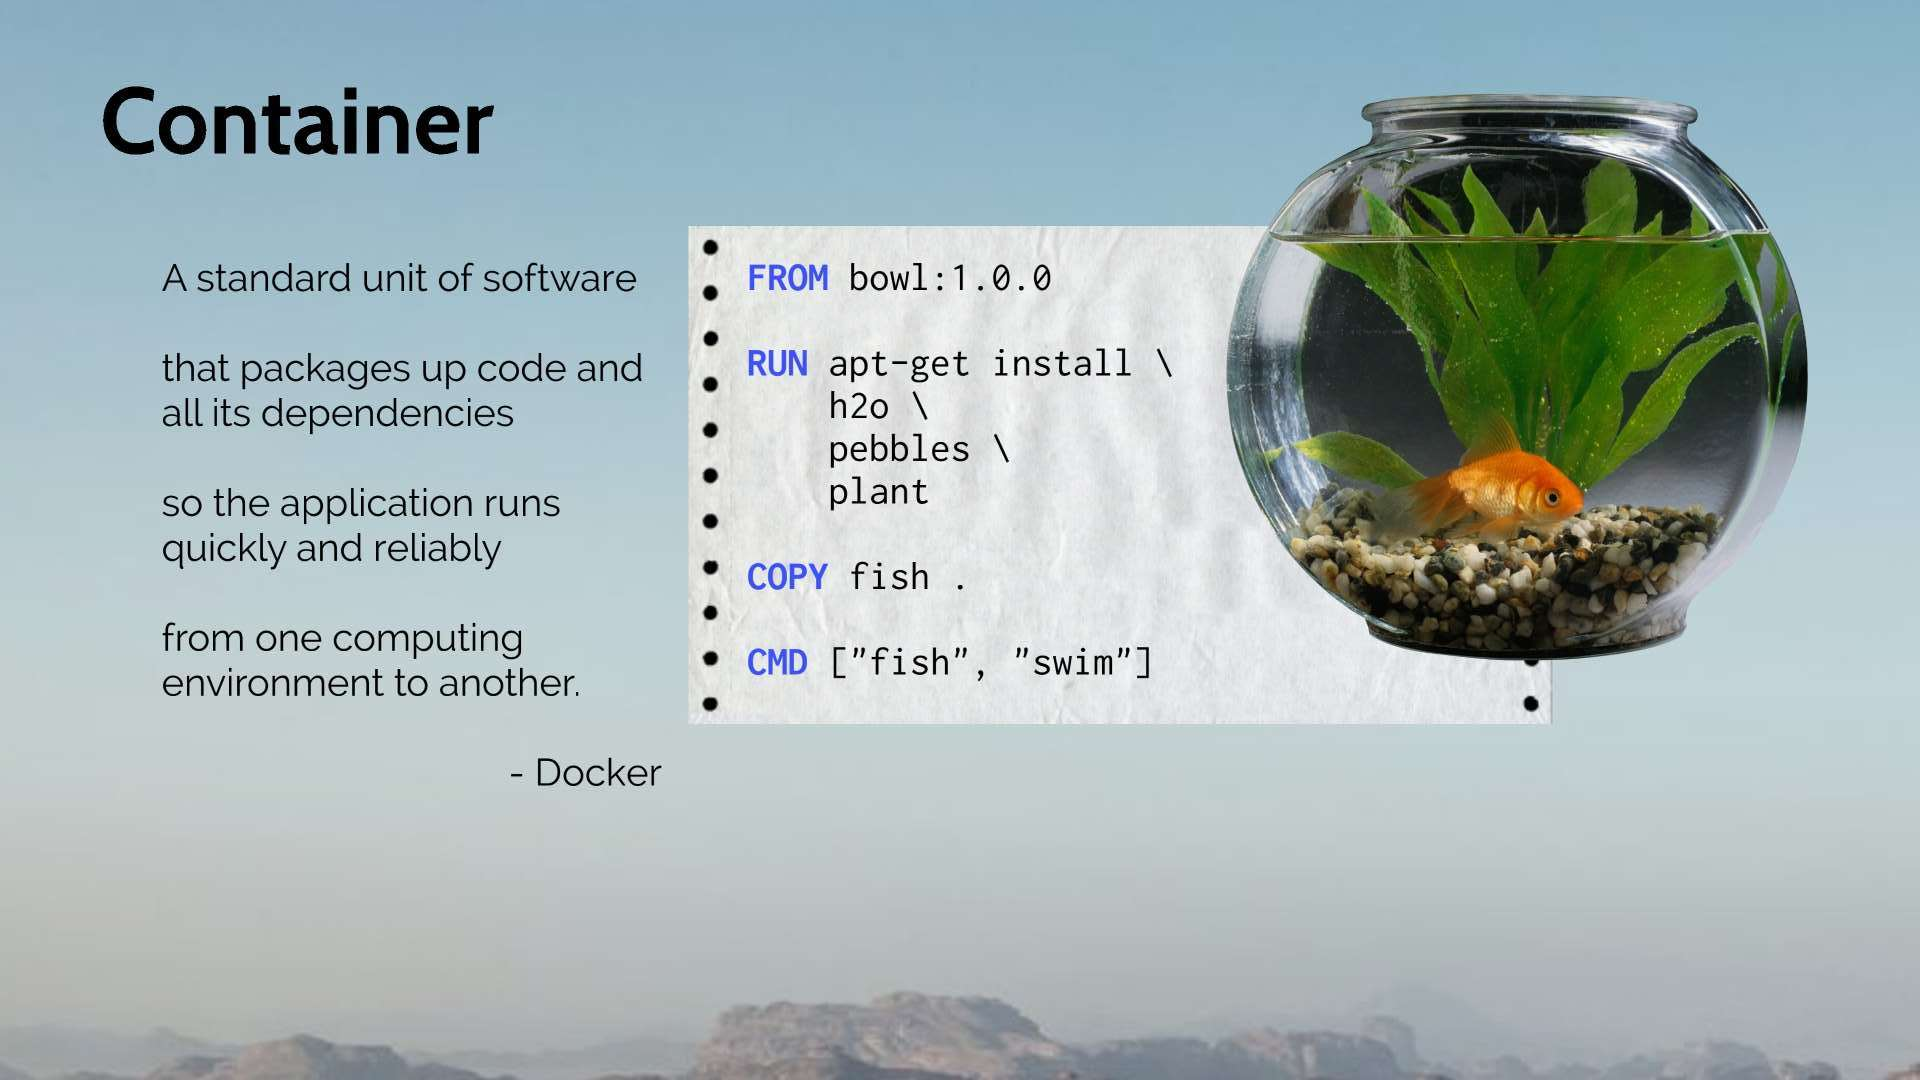 Container
A standard unit of software
that packages up code and
all its dependencies
so the application runs
quickly and reliably
from one computing
environment to another.
- Docker
FROM bowl:1.0.0
RUN apt-get install \
h2o \
pebbles \
plant
COPY fish .
CMD ["fish", "swim"]